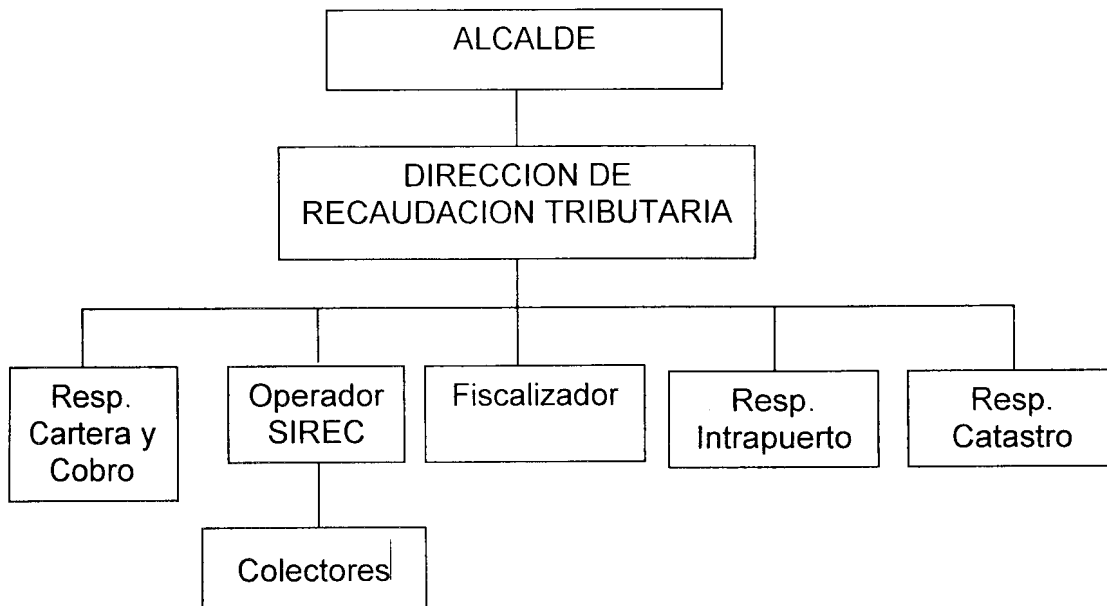 ALCALDE
DIRECCION DE
RECAUDACION TRIBUTARIA
Resp.
Cartera y
Cobro
Operador
SIREC
Fiscalizador
Resp.
Intrapuerto
Resp.
Catastro
Colectores